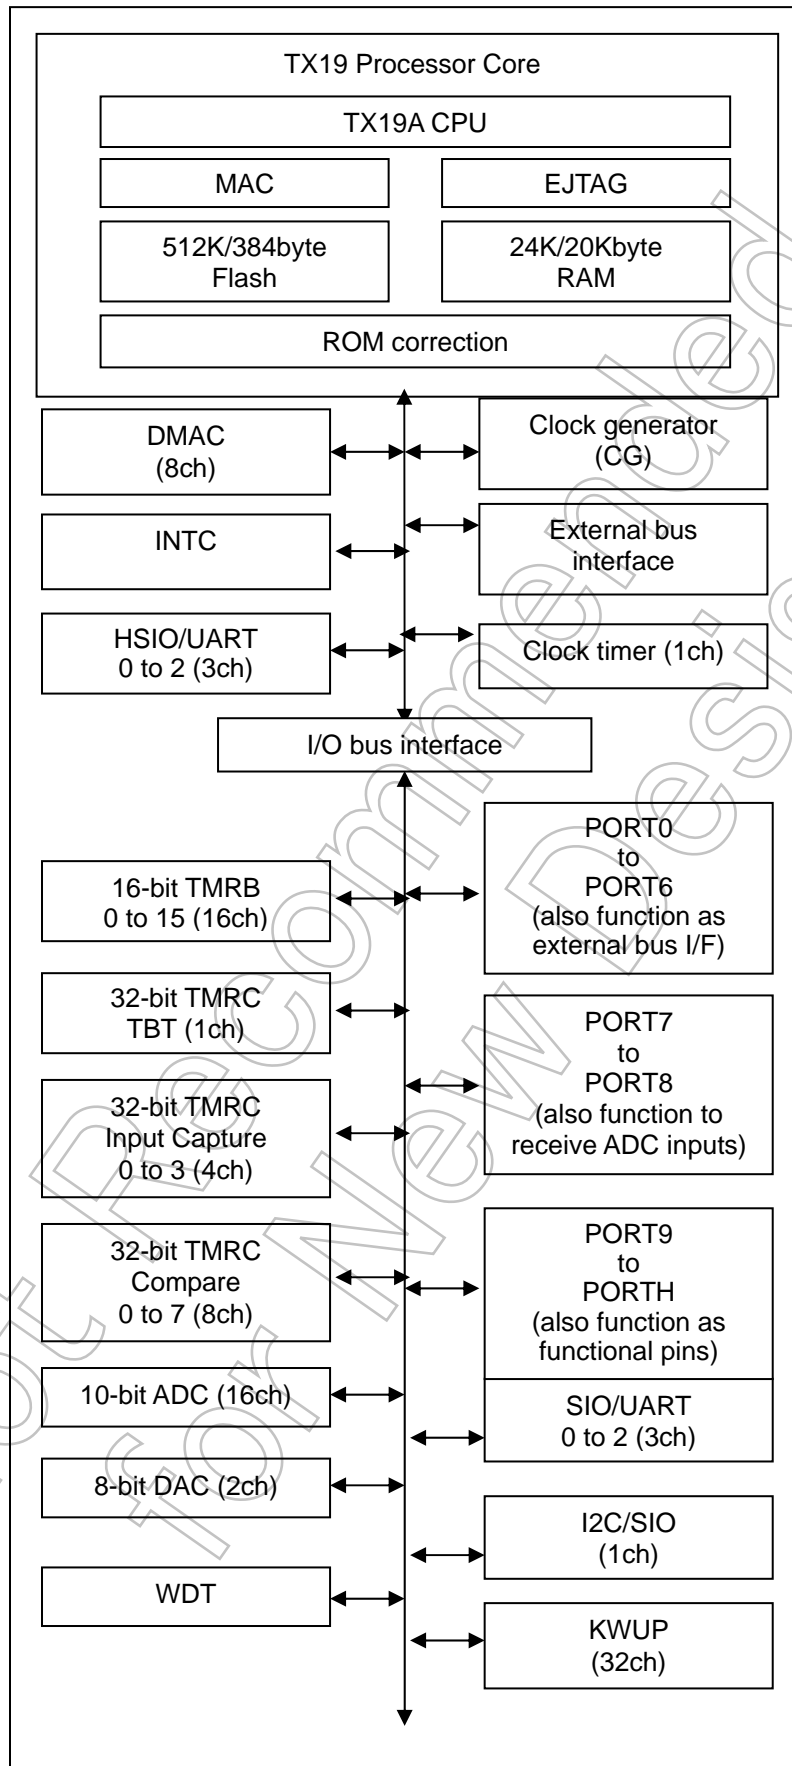 TX19 Processor Core
TX19A CPU
MAC
EJTAG
512K/384byte
Flash
24K/20Kbyte
RAM
ROM correction
DMAC
(8ch)
Clock generator
(CG)
INTC
External bus
interface
HSIO/UART
0 to 2 (3ch)
Clock timer (1ch)
I/O bus interface
16-bit TMRB
0 to 15 (16ch)
PORT0
to
PORT6
(also function as
external bus I/F)
32-bit TMRC
TBT (1ch)
PORT7
to
PORT8
(also function to
receive ADC inputs)
32-bit TMRC
Input Capture
0 to 3 (4ch)
32-bit TMRC
Compare
0 to 7 (8ch)
PORT9
to
PORTH
(also function as
functional pins)
10-bit ADC (16ch)
SIO/UART
0 to 2 (3ch)
8-bit DAC (2ch)
I2C/SIO
(1ch)
WDT
KWUP
(32ch)
Recommended
for New